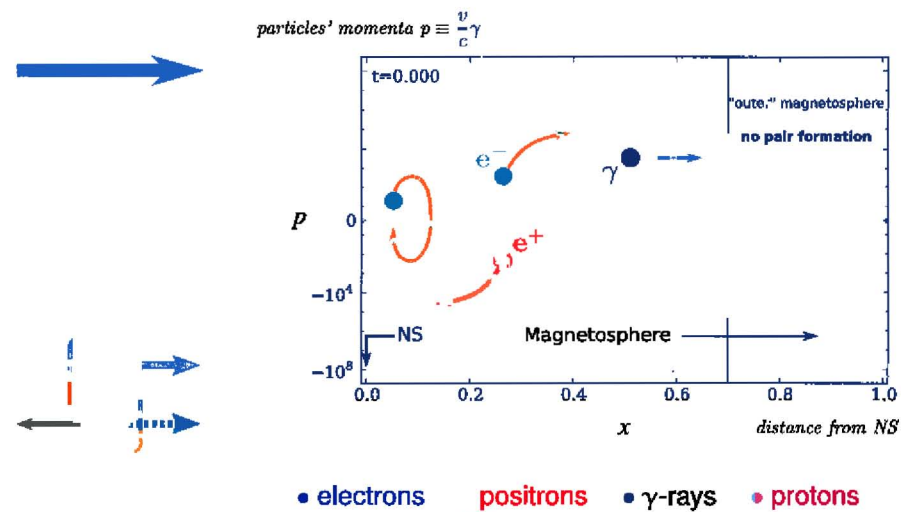 particles' momenta p ≡ v/c γ
t=0.000
"oute." magnetosphere
no pair formation
e⁻
γ
e+
p
0
−10⁴
−10⁸
NS
Magnetosphere
0.0 0.2 0.4 0.6 0.8 1.0
x
distance from NS
electrons positrons γ-rays protons